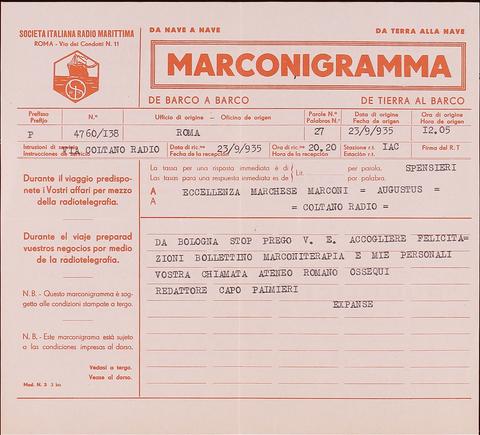 SOCIETÀ ITALIANA RADIO MARITTIMA
ROMA - Via dei Condotti N. 11
DA NAVE A NAVE
DA TERRA ALLA NAVE
MARCONIGRAMMA
DE BARCO A BARCO
DE TIERRA AL BARCO
Prefisso
Prefijo
N.°
Ufficio di origine - Oficina de origen
Parole N.°
Palabras N.°
Data di origine
Fecha de origen
Ora di origine
Hora de origen
P
4760/138
ROMA
27
23/9/935
12.05
Istruzioni di servizio
Instrucciones de servicio
VIA COLTANO RADIO
Data di ric.ne
Fecha de la recepción
23/9/935
Ora di ric.ne
Hora de la recepción
20.20
Stazione r.t.
Estación r.t.
IAC
Firma del R.T
SPENSIERI
La tassa per una risposta immediata è di
Las tasas para una respuesta inmediata es de
Lit.
per parola.
por palabra.
A
A
ECCELLENZA MARCHESE MARCONI = AUGUSTUS =
= COLTANO RADIO =
Durante il viaggio predispo-
nete i Vostri affari per mezzo
della radiotelegrafia.
Durante el viaje preparad
vuestros negocios por medio
de la radiotelegrafía.
N. B. - Questo marconigramma è sog-
getto alle condizioni stampate a tergo.
N. B. - Este marconigrama está sujeto
a las condiciones impresas al dorso.
Vedasi a tergo.
Vease al dorso.
Mod. N. 3
DA BOLOGNA STOP PREGO V. E. ACCOGLIERE FELICITA=
ZIONI BOLLETTINO MARCONITERAPIA E MIE PERSONALI
VOSTRA CHIAMATA ATENEO ROMANO OSSEQUI
REDATTORE CAPO PALMIERI
EXPANSE